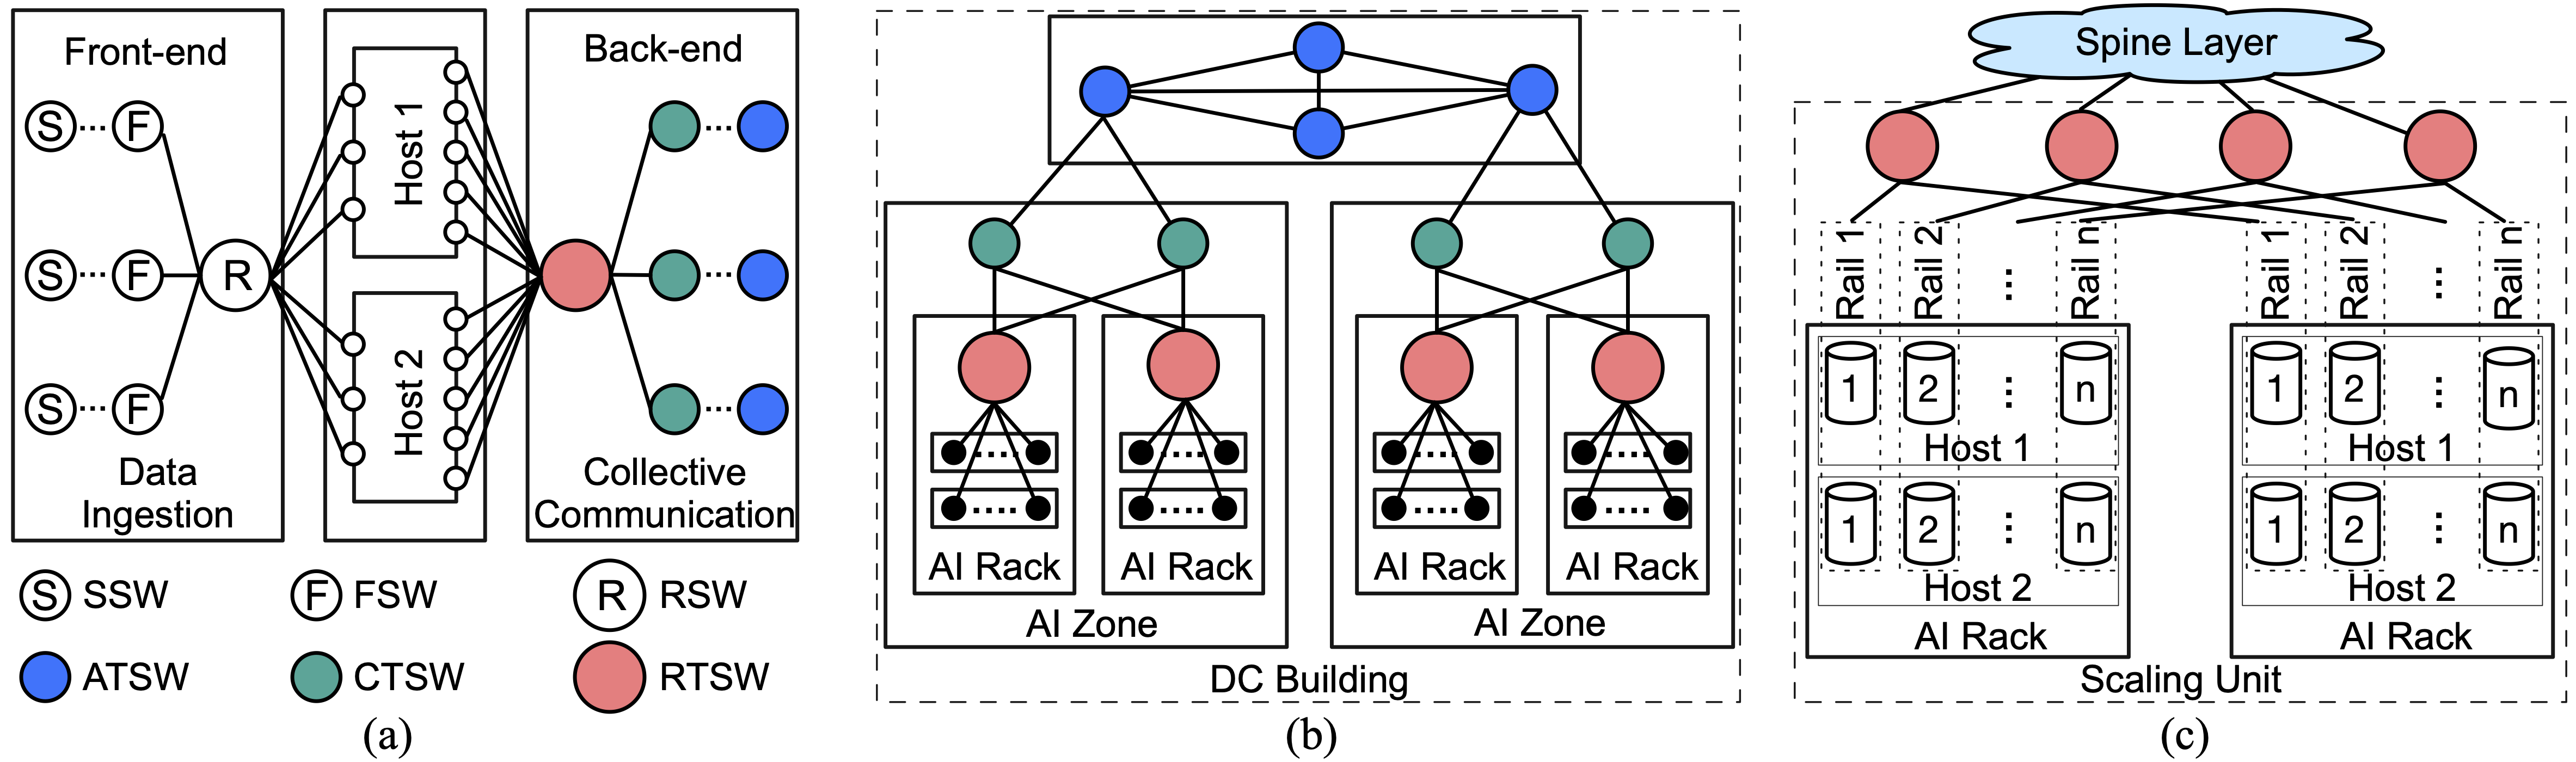 Front-end
S ... F
S ... F
S ... F
R
Data
Ingestion
Host 1
Host 2
Back-end
...
...
...
Collective
Communication
S SSW
F FSW
R RSW
ATSW
CTSW
RTSW
(a)
....
....
....
....
....
....
....
....
AI Rack
AI Rack
AI Rack
AI Rack
AI Zone
AI Zone
DC Building
(b)
Spine Layer
Rail 1
Rail 2
...
Rail n
Rail 1
Rail 2
...
Rail n
1 2 ... n
Host 1
1 2 ... n
Host 2
AI Rack
1 2 ... n
Host 1
1 2 ... n
Host 2
AI Rack
Scaling Unit
(c)